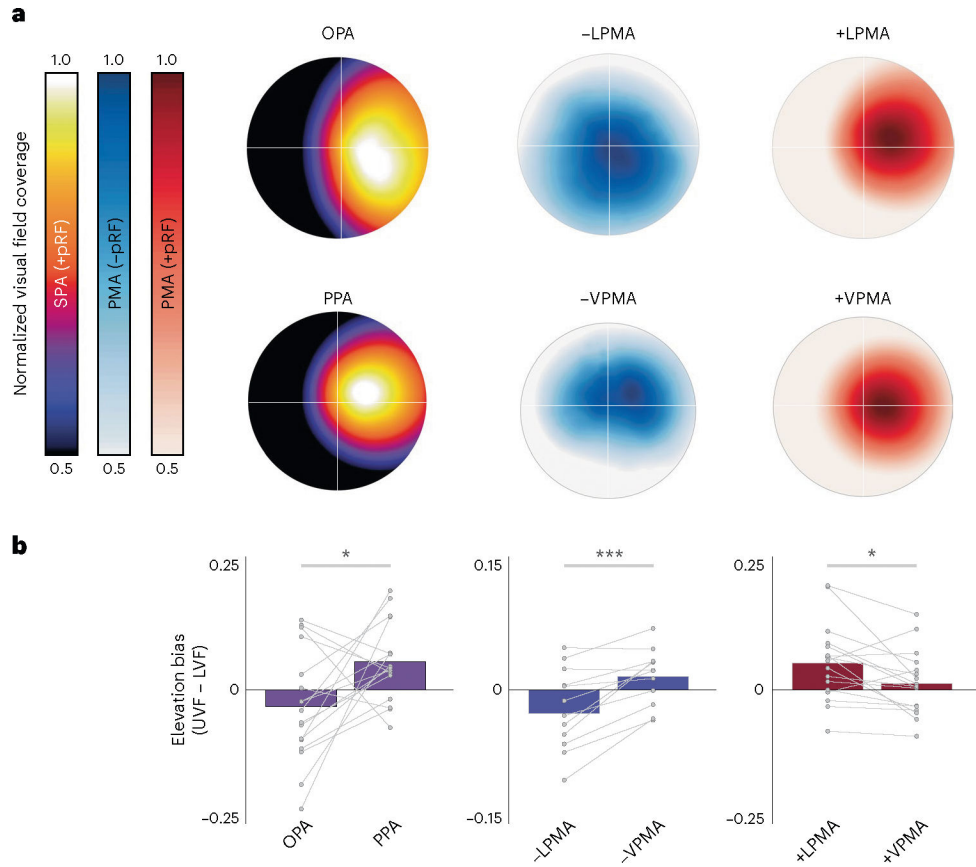 a
OPA
−LPMA
+LPMA
1.0 1.0 1.0
Normalized visual field coverage
SPA (+pRF)
PMA (−pRF)
PMA (+pRF)
0.5 0.5 0.5
PPA
−VPMA
+VPMA
b
Elevation bias
(UVF − LVF)
0.25
0
−0.25
*
OPA
PPA
0.15
0
−0.15
***
−LPMA
−VPMA
0.25
0
−0.25
*
+LPMA
+VPMA